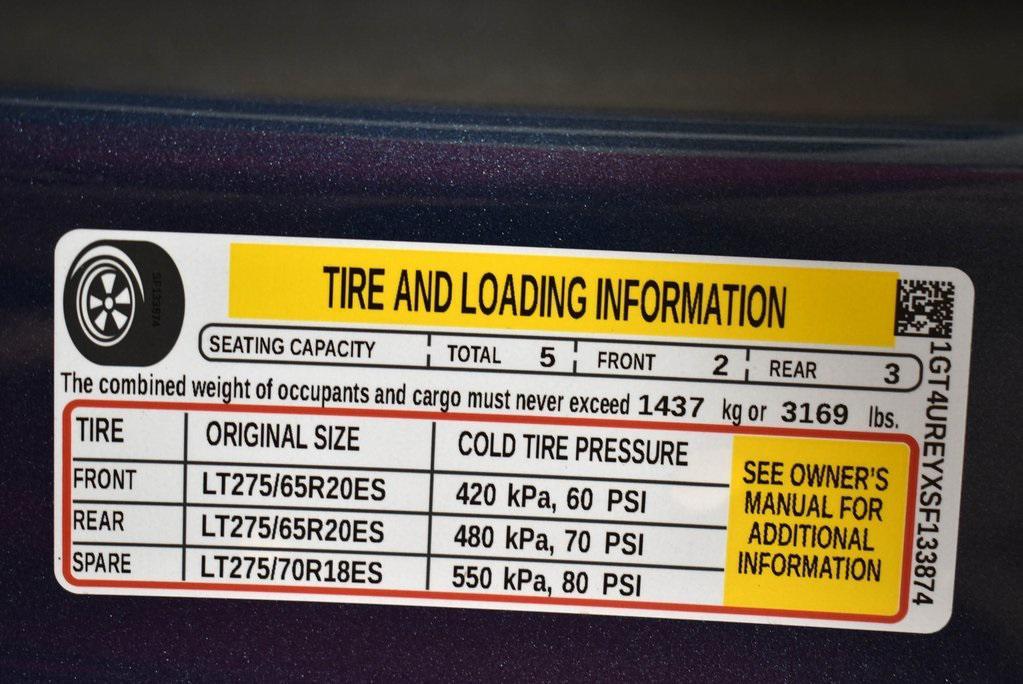 TIRE AND LOADING INFORMATION
SEATING CAPACITY TOTAL 5 FRONT 2 REAR 3
The combined weight of occupants and cargo must never exceed 1437 kg or 3169 lbs.
TIRE ORIGINAL SIZE COLD TIRE PRESSURE
FRONT LT275/65R20ES 420 kPa, 60 PSI
REAR LT275/65R20ES 480 kPa, 70 PSI
SPARE LT275/70R18ES 550 kPa, 80 PSI
SEE OWNER'S
MANUAL FOR
ADDITIONAL
INFORMATION
1GT4UREYXSF133874
SF133874